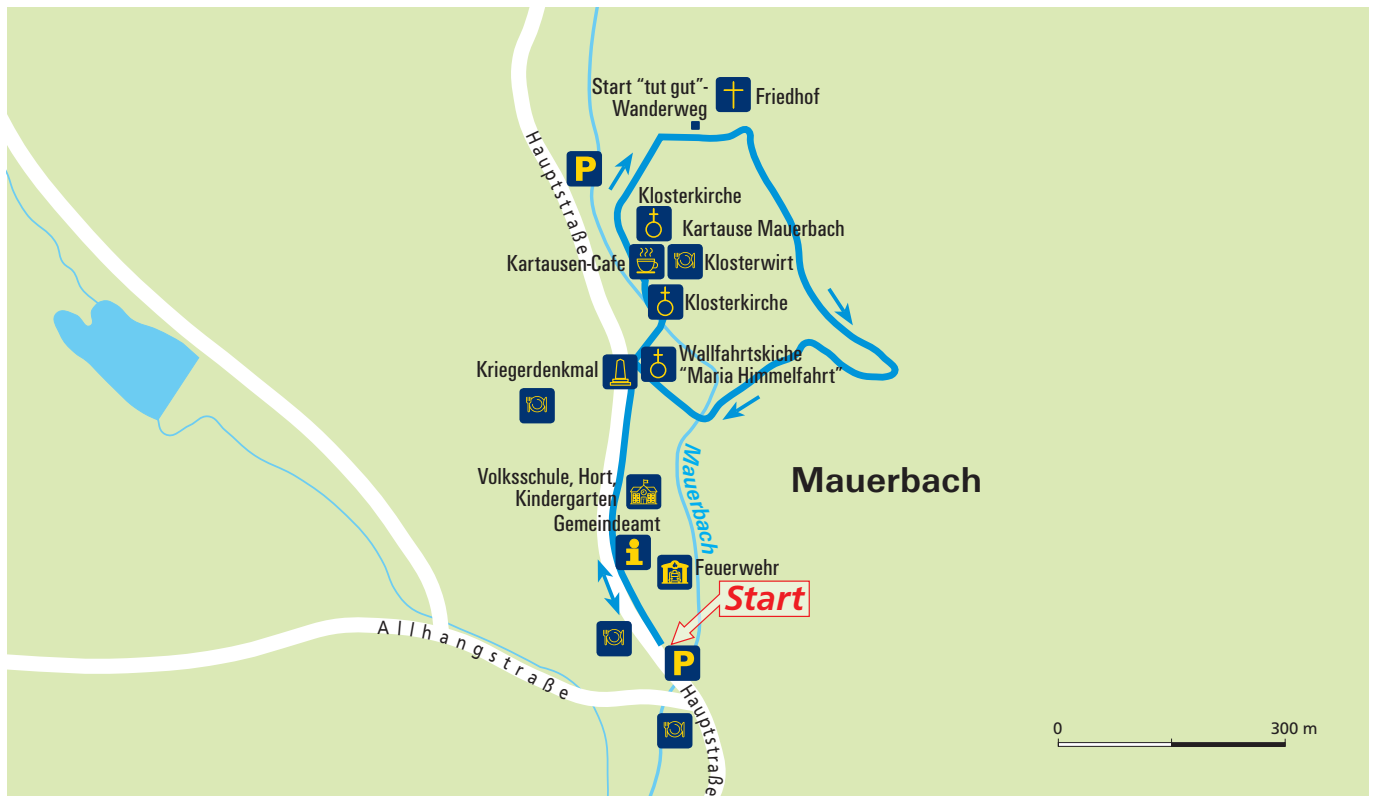 Start “tut gut”-
Wanderweg
Friedhof
Hauptstraße
P
Klosterkirche
Kartause Mauerbach
Kartausen-Cafe
Klosterwirt
Klosterkirche
Wallfahrtskiche
“Maria Himmelfahrt”
Kriegerdenkmal
Mauerbach
Mauerbach
Volksschule, Hort,
Kindergarten
Gemeindeamt
i
Feuerwehr
Start
P
Allhangstraße
Hauptstraße
0 300 m